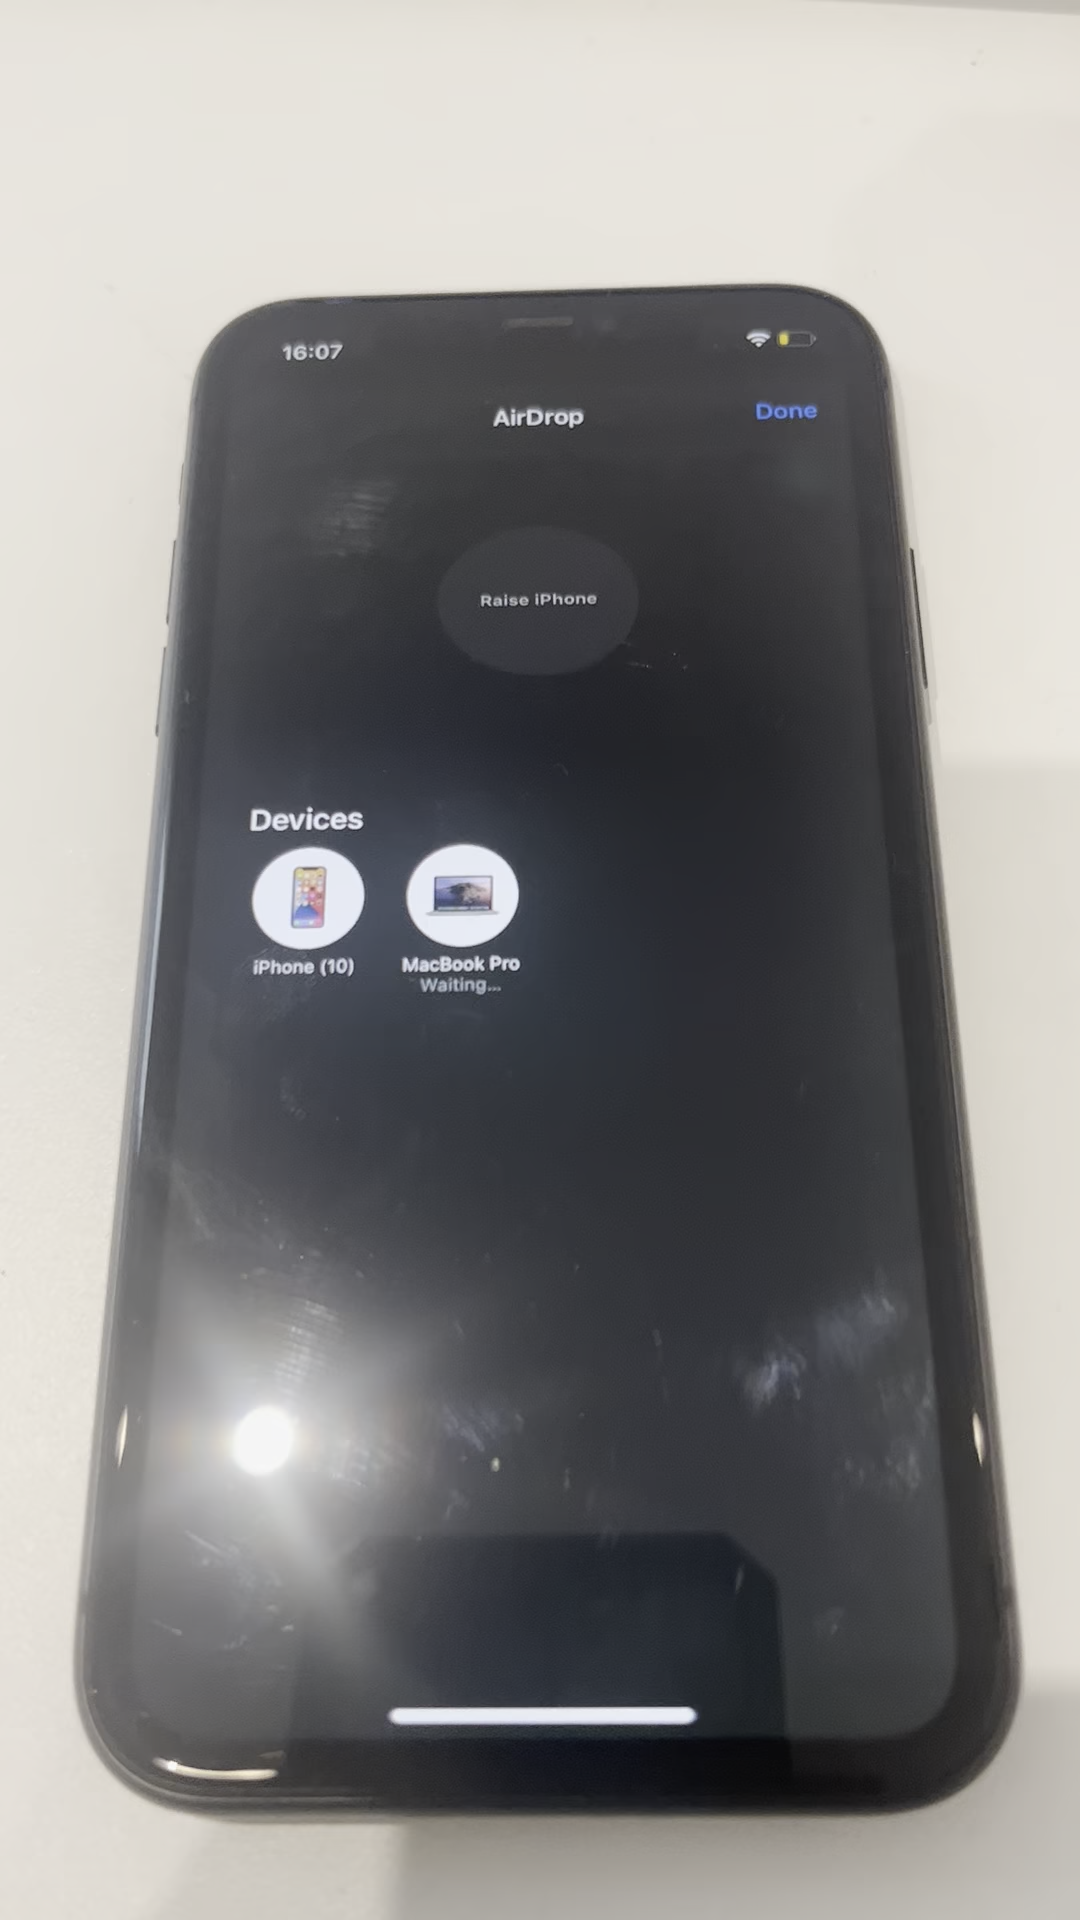 16:07
AirDrop
Done
Raise iPhone
Devices
iPhone (10)
MacBook Pro
Waiting...